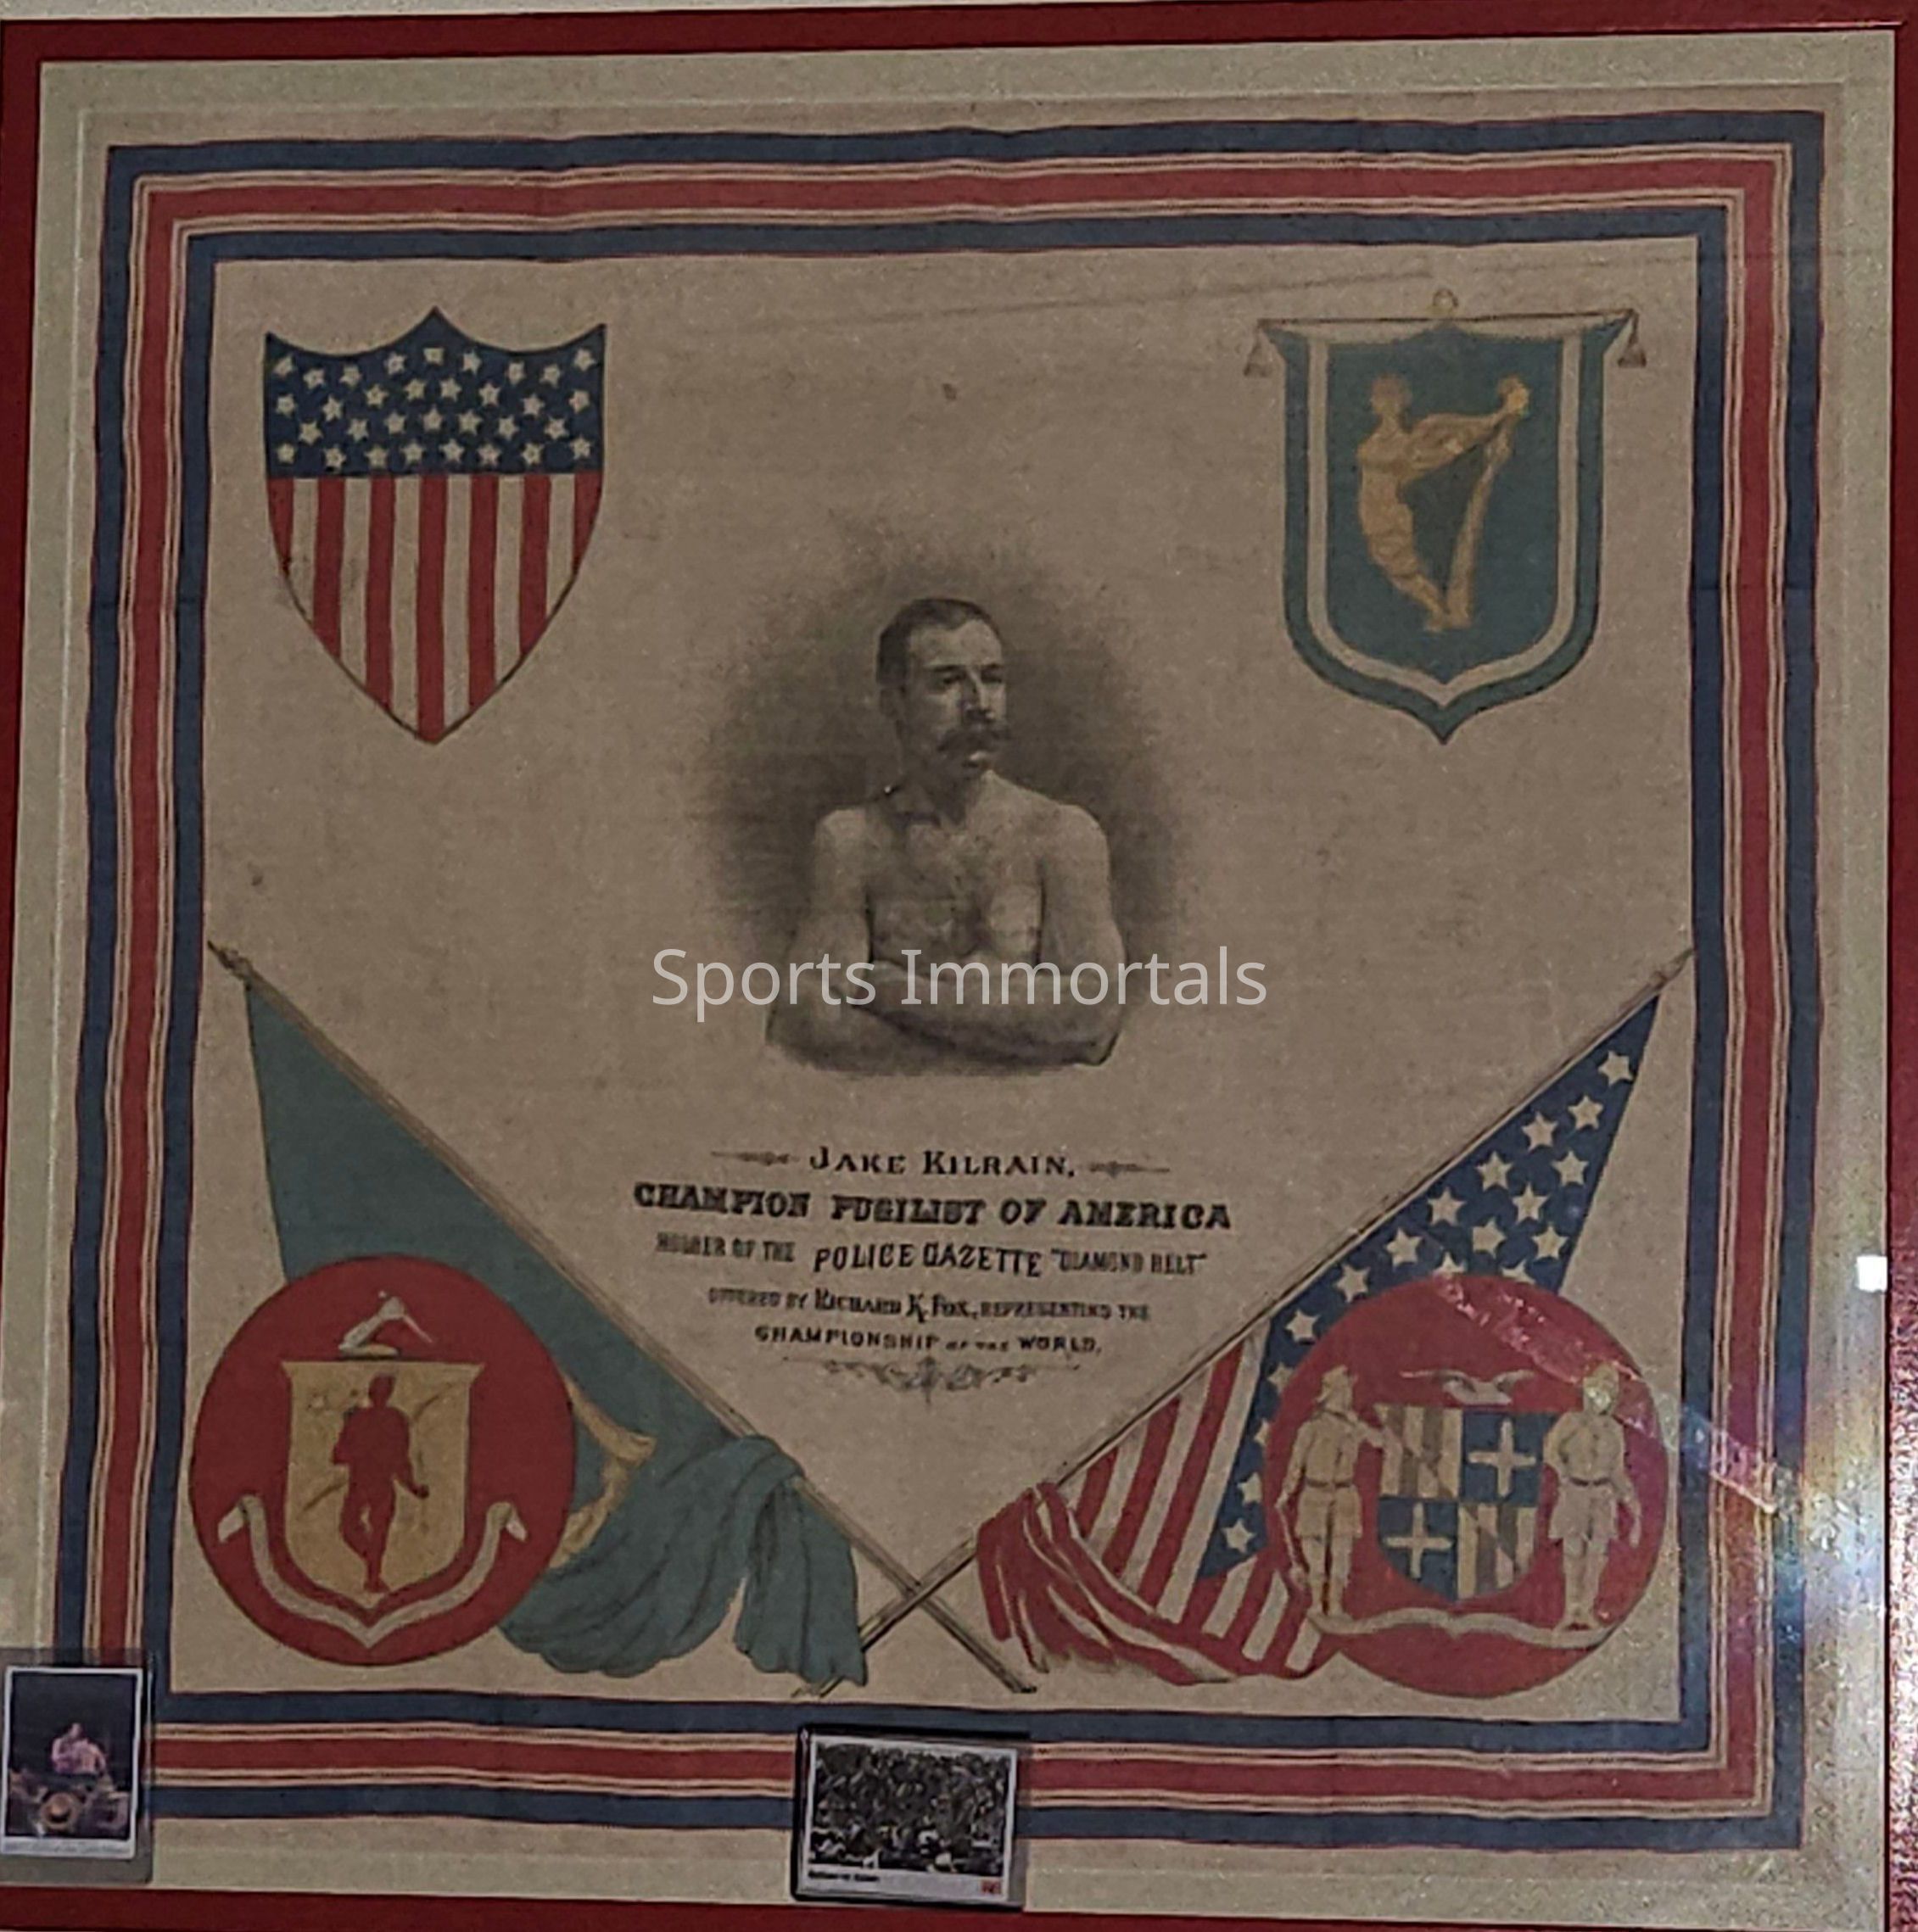 Sports Immortals
JAKE KILRAIN,
CHAMPION PUGILIST OF AMERICA
HOLDER OF THE POLICE GAZETTE "DIAMOND BELT"
OFFERED BY RICHARD K. FOX, REPRESENTING THE
CHAMPIONSHIP OF THE WORLD.